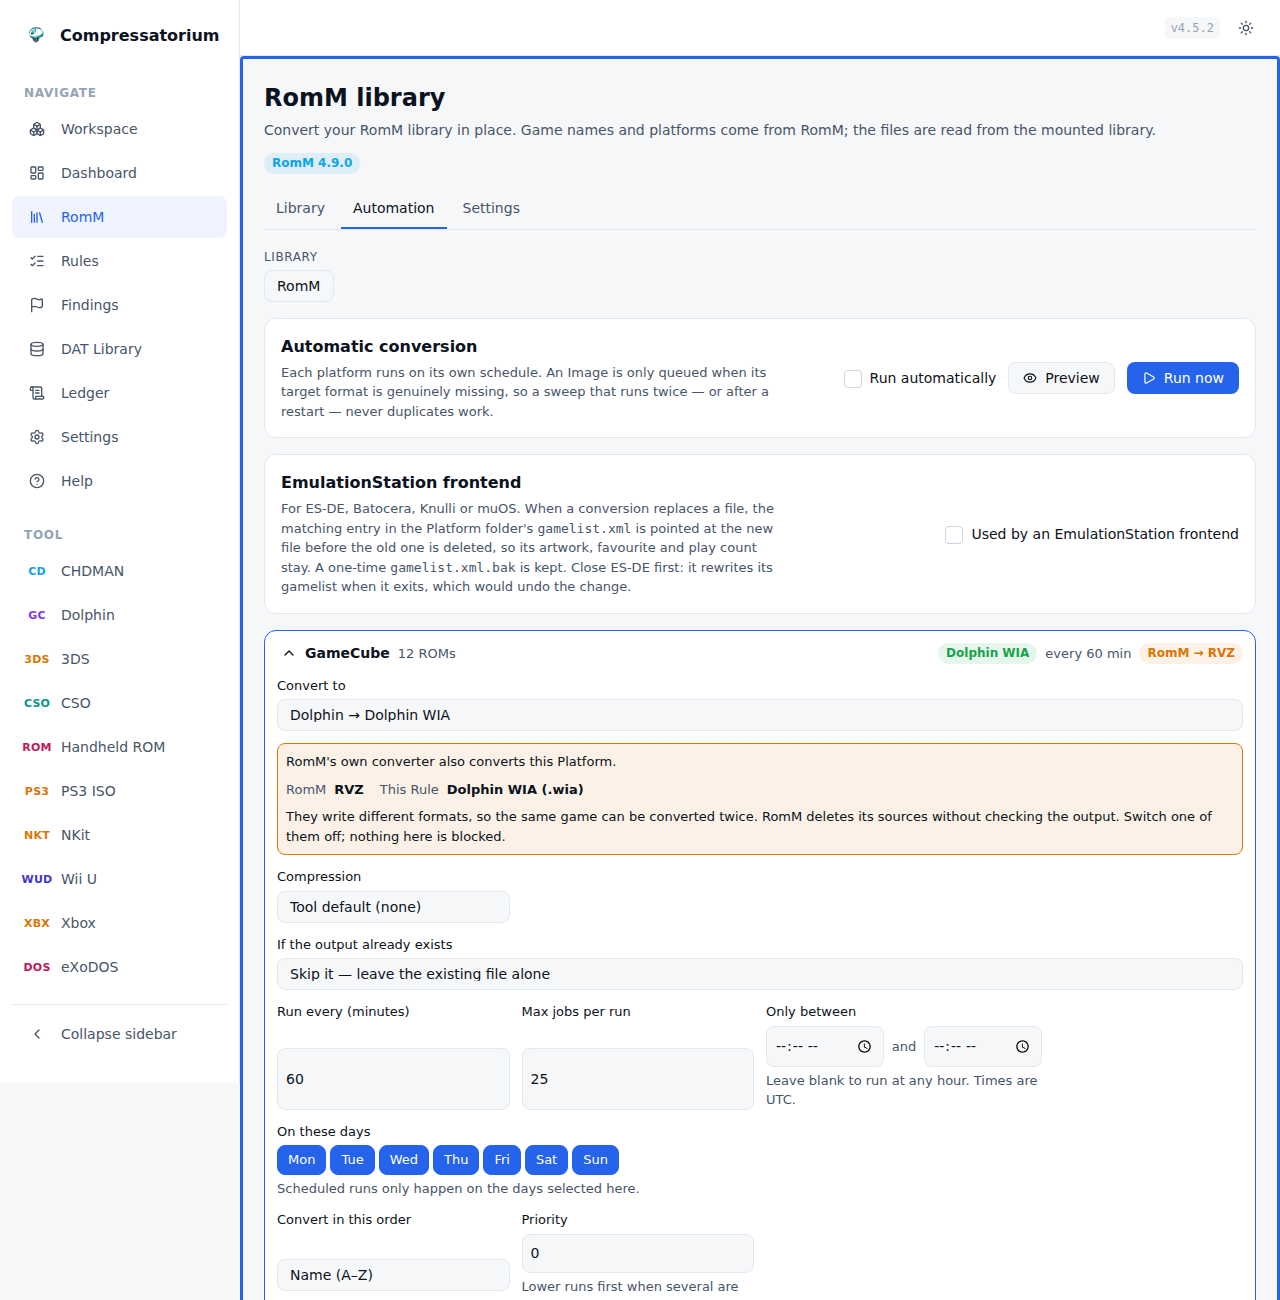 Compressatorium
v4.5.2
NAVIGATE
Workspace
Dashboard
RomM
Rules
Findings
DAT Library
Ledger
Settings
Help
TOOL
CD CHDMAN
GC Dolphin
3DS 3DS
CSO CSO
ROM Handheld ROM
PS3 PS3 ISO
NKT NKit
WUD Wii U
XBX Xbox
DOS eXoDOS
Collapse sidebar
RomM library
Convert your RomM library in place. Game names and platforms come from RomM; the files are read from the mounted library.
RomM 4.9.0
Library Automation Settings
LIBRARY
RomM
Automatic conversion
Each platform runs on its own schedule. An Image is only queued when its
target format is genuinely missing, so a sweep that runs twice — or after a
restart — never duplicates work.
Run automatically Preview Run now
EmulationStation frontend
For ES-DE, Batocera, Knulli or muOS. When a conversion replaces a file, the
matching entry in the Platform folder's gamelist.xml is pointed at the new
file before the old one is deleted, so its artwork, favourite and play count
stay. A one-time gamelist.xml.bak is kept. Close ES-DE first: it rewrites its
gamelist when it exits, which would undo the change.
Used by an EmulationStation frontend
GameCube 12 ROMs Dolphin WIA every 60 min RomM → RVZ
Convert to
Dolphin → Dolphin WIA
RomM's own converter also converts this Platform.
RomM RVZ This Rule Dolphin WIA (.wia)
They write different formats, so the same game can be converted twice. RomM deletes its sources without checking the output. Switch one of
them off; nothing here is blocked.
Compression
Tool default (none)
If the output already exists
Skip it — leave the existing file alone
Run every (minutes) Max jobs per run Only between
60 25 --:-- -- and --:-- --
Leave blank to run at any hour. Times are
UTC.
On these days
Mon Tue Wed Thu Fri Sat Sun
Scheduled runs only happen on the days selected here.
Convert in this order Priority
Name (A–Z) 0
Lower runs first when several are